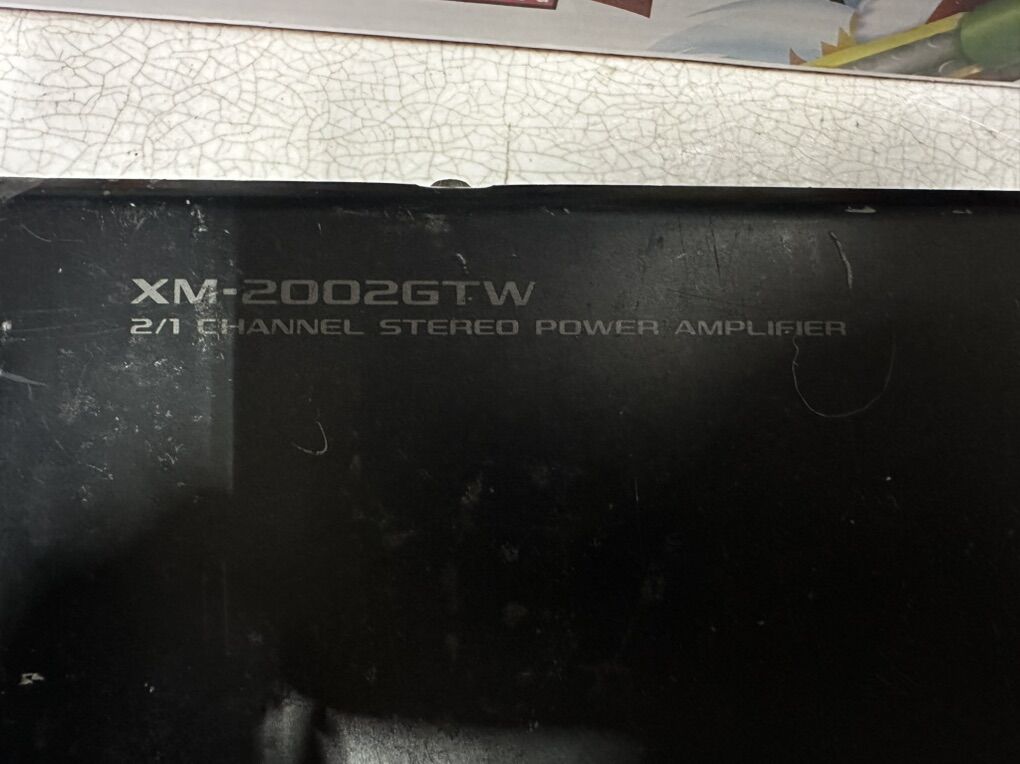 XM-2002GTW
2/1 CHANNEL STEREO POWER AMPLIFIER